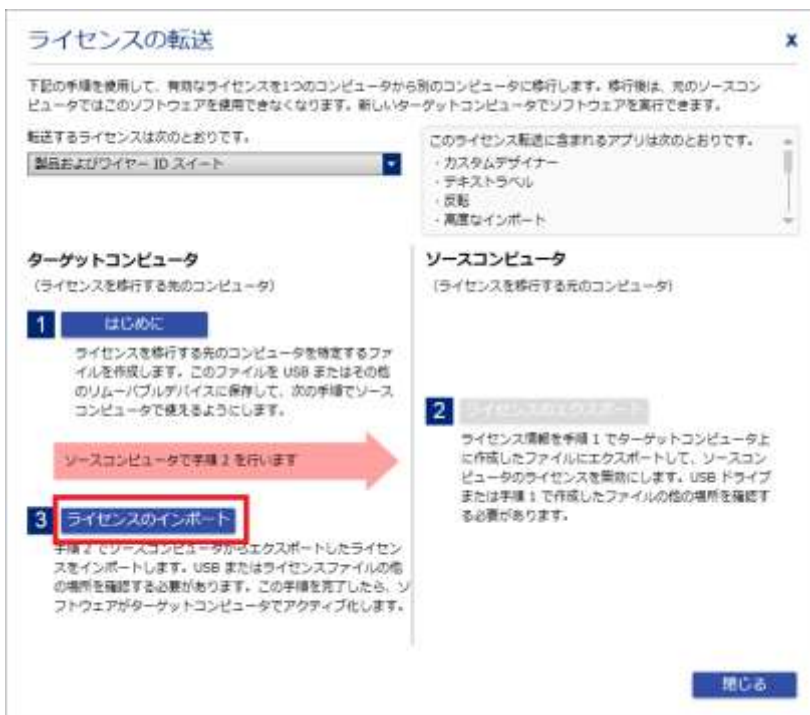 ライセンスの転送
x
下記の手順を使用して、有効なライセンスを1つのコンピュータから別のコンピュータに移行します。移行後は、元のソースコン
ピュータではこのソフトウェアを使用できなくなります。新しいターゲットコンピュータでソフトウェアを実行できます。
転送するライセンスは次のとおりです。
製品およびワイヤー ID スイート
このライセンス転送に含まれるアプリは次のとおりです。
・カスタムデザイナー
・テキストラベル
・反転
・高度なインポート
ターゲットコンピュータ
（ライセンスを移行する先のコンピュータ）
1 はじめに
ライセンスを移行する先のコンピュータを特定するファ
イルを作成します。このファイルを USB またはその他
のリムーバブルデバイスに保存して、次の手順でソース
コンピュータで使えるようにします。
ソースコンピュータで手順 2 を行います
3 ライセンスのインポート
手順 2 でソースコンピュータからエクスポートしたライセン
スをインポートします。USB またはライセンスファイルの他
の場所を確認する必要があります。この手順を完了したら、ソ
フトウェアがターゲットコンピュータでアクティブ化します。
ソースコンピュータ
（ライセンスを移行する元のコンピュータ）
2 ライセンスのエクスポート
ライセンス情報を手順 1 でターゲットコンピュータ上
に作成したファイルにエクスポートして、ソースコン
ピュータのライセンスを無効にします。USB ドライブ
または手順 1 で作成したファイルの他の場所を確認す
る必要があります。
閉じる